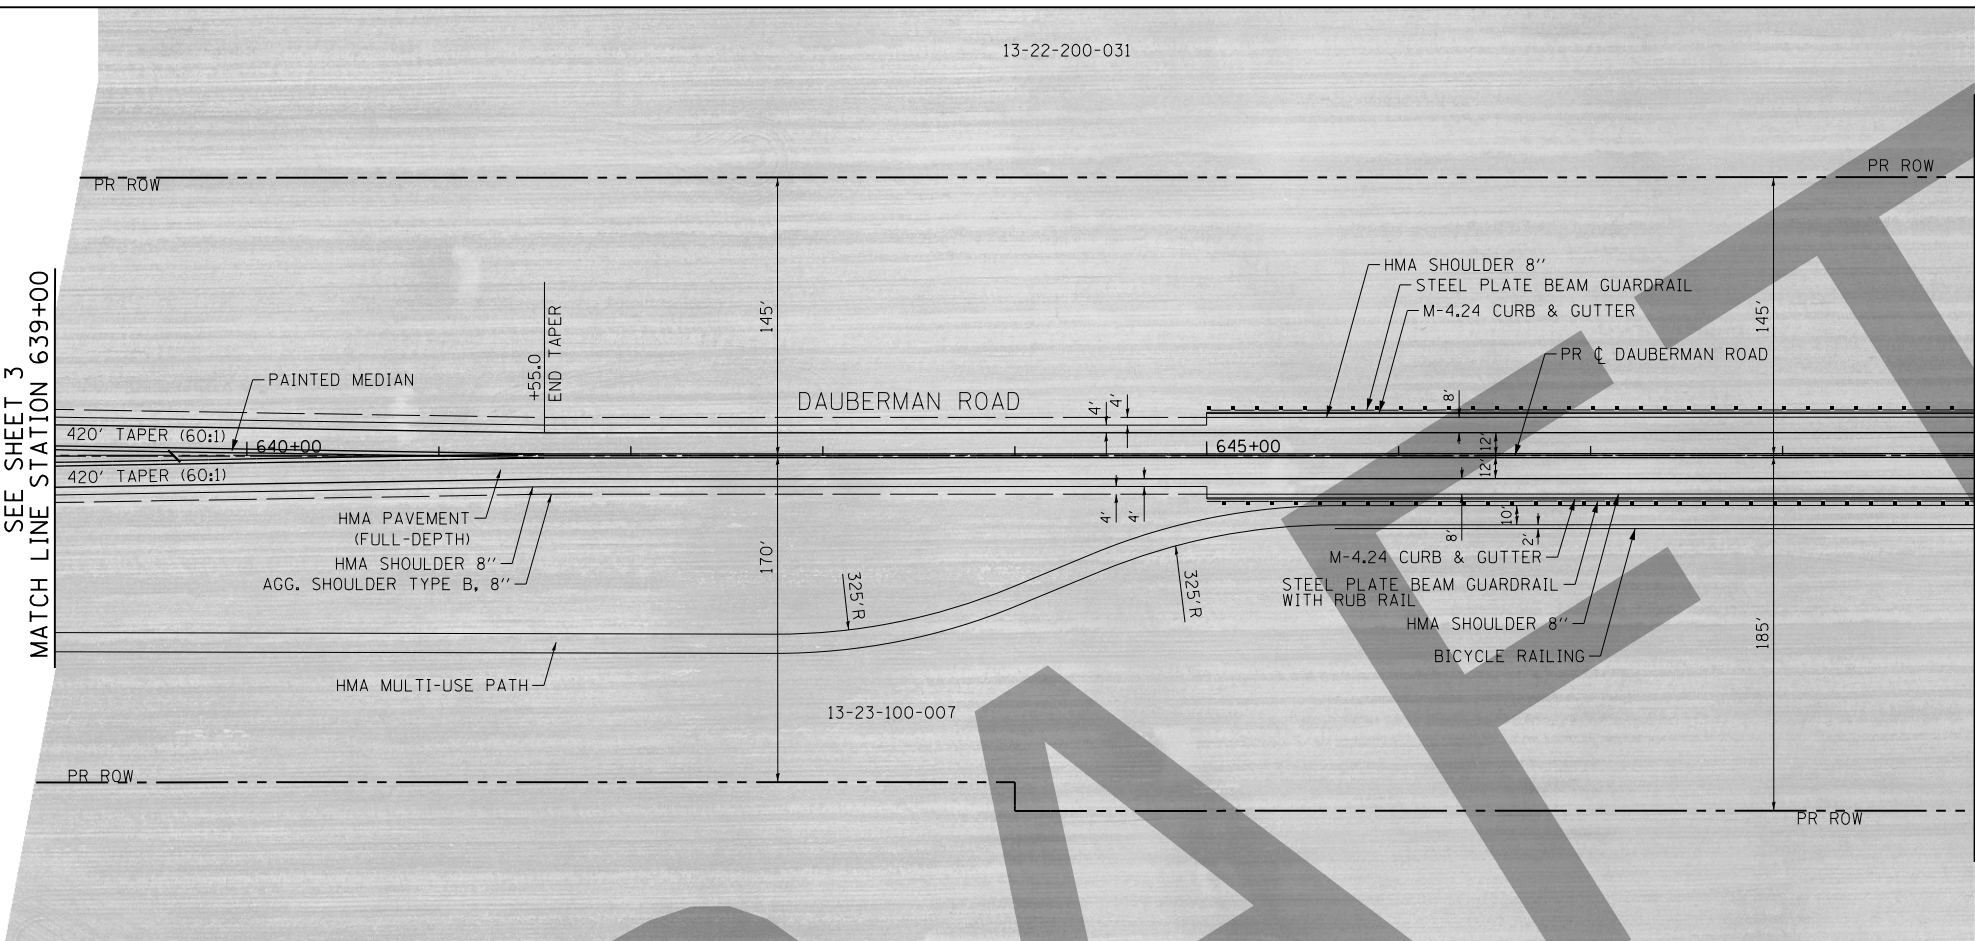 13-22-200-031
PR ROW
PR ROW
SEE SHEET 3
MATCH LINE STATION 639+00
145'
145'
HMA SHOULDER 8"
STEEL PLATE BEAM GUARDRAIL
M-4.24 CURB & GUTTER
PR ℄ DAUBERMAN ROAD
+55.0
END TAPER
PAINTED MEDIAN
DAUBERMAN ROAD
4'
4'
8'
420' TAPER (60:1)
640+00
645+00
12'
12'
420' TAPER (60:1)
HMA PAVEMENT
(FULL-DEPTH)
HMA SHOULDER 8"
AGG. SHOULDER TYPE B, 8"
4'
4'
10'
8'
2'
170'
325'R
325'R
M-4.24 CURB & GUTTER
STEEL PLATE BEAM GUARDRAIL
WITH RUB RAIL
HMA SHOULDER 8"
BICYCLE RAILING
185'
HMA MULTI-USE PATH
13-23-100-007
PR ROW
PR ROW